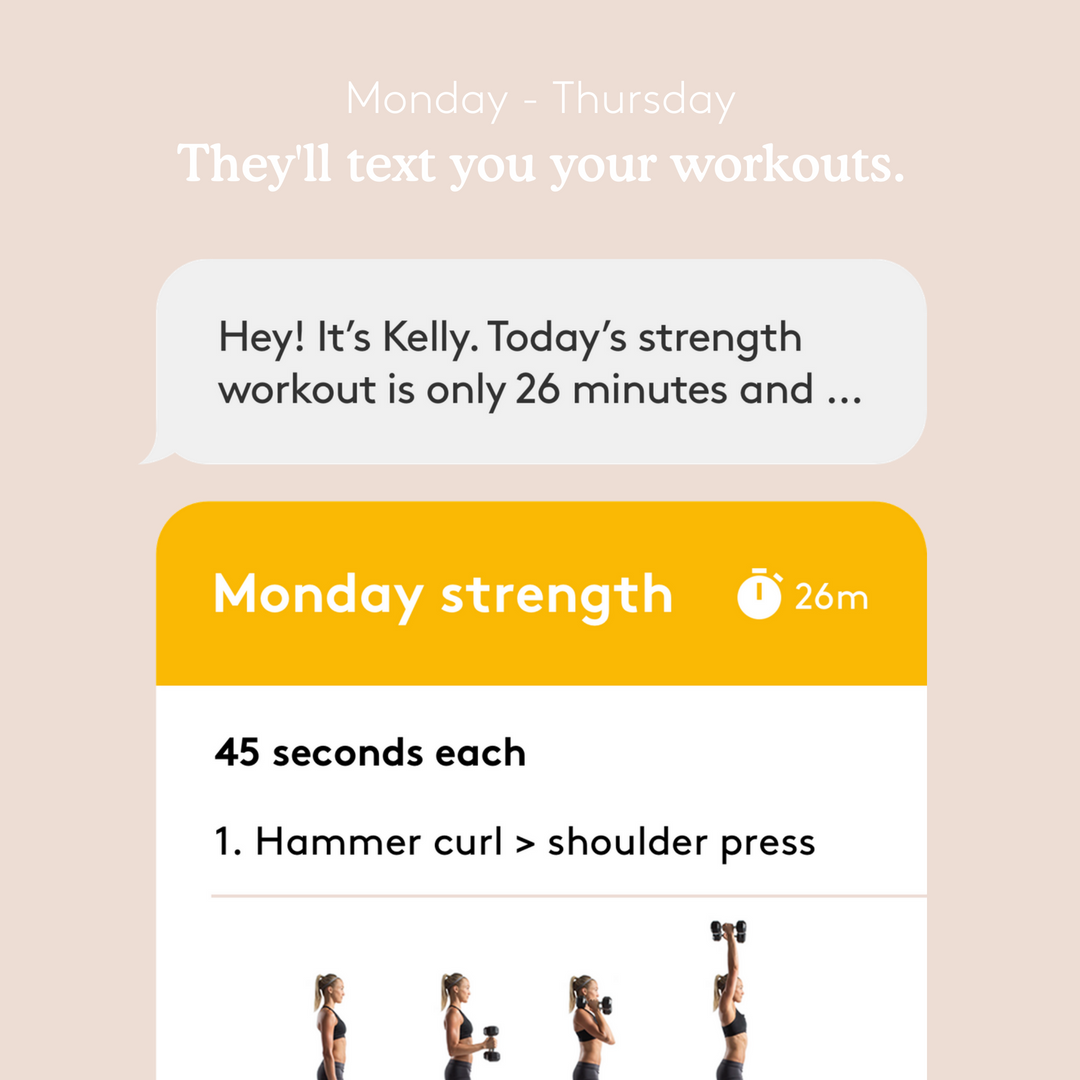 Monday - Thursday
They'll text you your workouts.
Hey! It’s Kelly. Today’s strength
workout is only 26 minutes and ...
Monday strength
26m
45 seconds each
1. Hammer curl > shoulder press